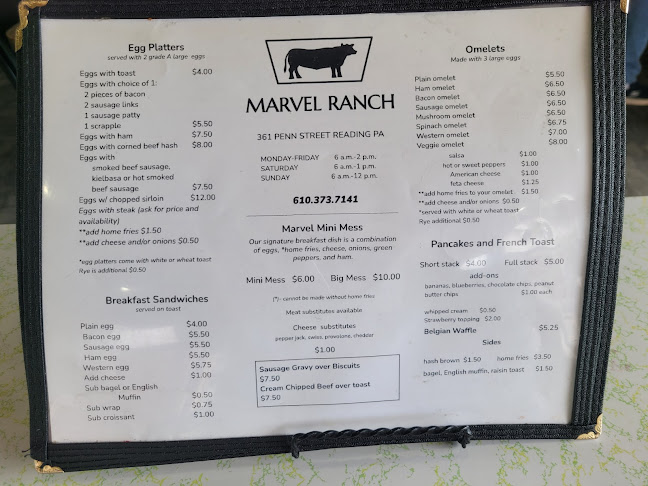 Egg Platters
served with 2 grade A large eggs
Eggs with toast $4.00
Eggs with choice of 1:
2 pieces of bacon
2 sausage links
1 sausage patty
1 scrapple $5.50
Eggs with ham $7.50
Eggs with corned beef hash $8.00
Eggs with
smoked beef sausage,
kielbasa or hot smoked
beef sausage $7.50
Eggs w/ chopped sirloin $12.00
Eggs with steak (ask for price and
availability)
**add home fries $1.50
**add cheese and/or onions $0.50
*egg platters come with white or wheat toast
Rye is additional $0.50
Breakfast Sandwiches
served on toast
Plain egg $4.00
Bacon egg $5.50
Sausage egg $5.50
Ham egg $5.50
Western egg $5.75
Add cheese $1.00
Sub bagel or English
Muffin $0.50
Sub wrap $0.75
Sub croissant $1.00
MARVEL RANCH
361 PENN STREET READING PA
MONDAY-FRIDAY 6 a.m.-2 p.m.
SATURDAY 6 a.m.-1 p.m.
SUNDAY 6 a.m.-12 p.m.
610.373.7141
Marvel Mini Mess
Our signature breakfast dish is a combination
of eggs, *home fries, cheese, onions, green
peppers, and ham.
Mini Mess $6.00 Big Mess $10.00
(*)- cannot be made without home fries
Meat substitutes available
Cheese substitutes
pepper jack, swiss, provolone, cheddar
$1.00
Sausage Gravy over Biscuits
$7.50
Cream Chipped Beef over toast
$7.50
Omelets
Made with 3 large eggs
Plain omelet $5.50
Ham omelet $6.50
Bacon omelet $6.50
Sausage omelet $6.50
Mushroom omelet $6.50
Spinach omelet $6.75
Western omelet $7.00
Veggie omelet $8.00
salsa $1.00
hot or sweet peppers $1.00
American cheese $1.00
feta cheese $1.25
**add home fries to your omelet $1.50
**add cheese and/or onions $0.50
*served with white or wheat toast
Rye additional $0.50
Pancakes and French Toast
Short stack $4.00 Full stack $5.00
add-ons
bananas, blueberries, chocolate chips, peanut
butter chips $1.00 each
whipped cream $0.50
Strawberry topping $2.00
Belgian Waffle $5.25
Sides
hash brown $1.50 home fries $3.50
bagel, English muffin, raisin toast $1.50